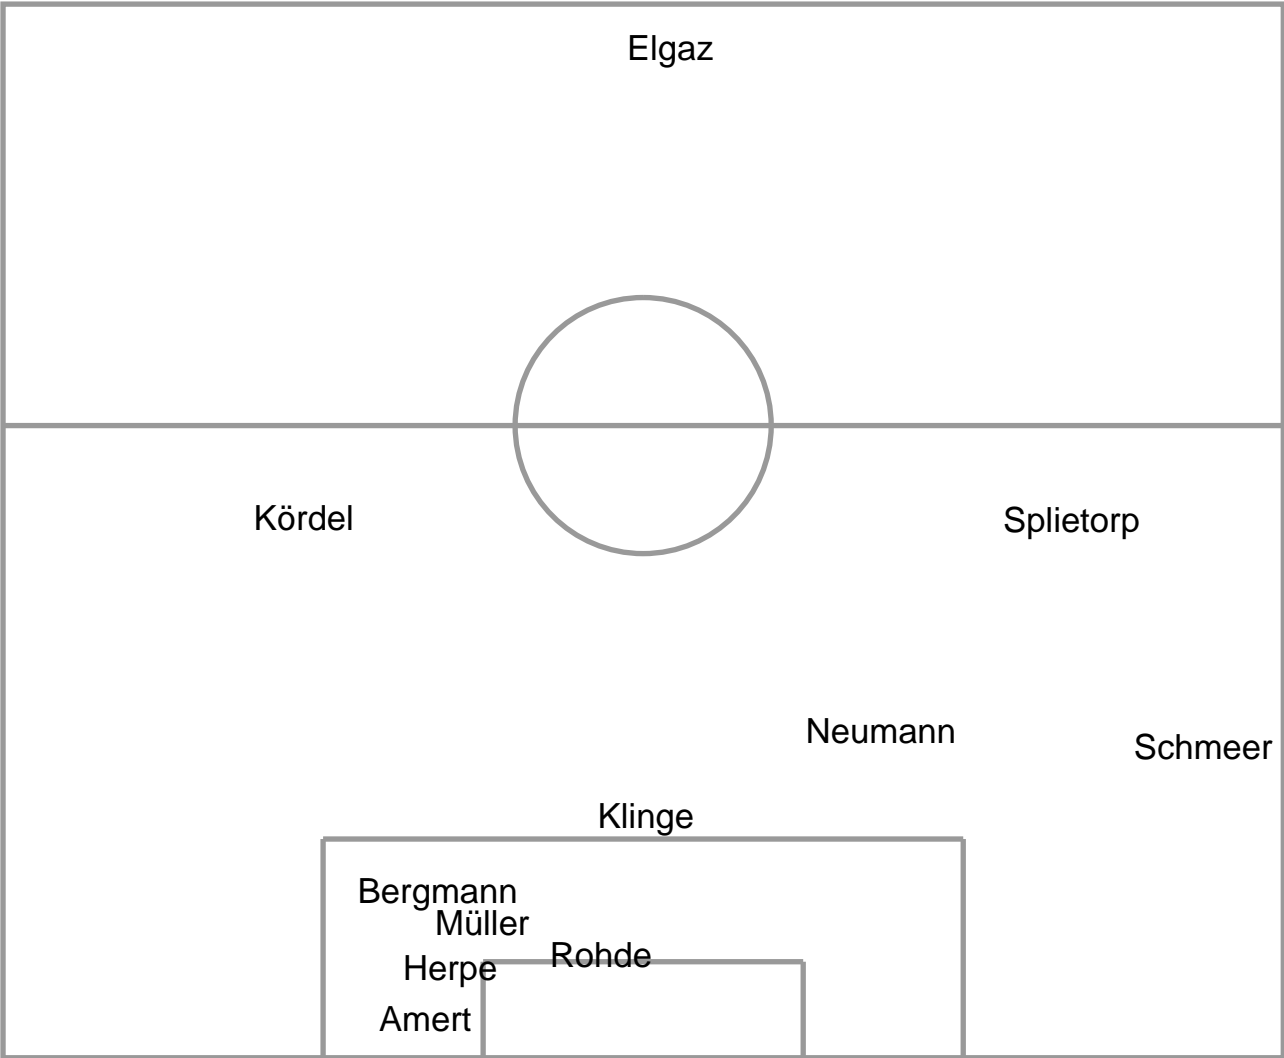 Elgaz
Kördel
Splietorp
Neumann
Schmeer
Klinge
Bergmann
Müller
Rohde
Herpe
Amert